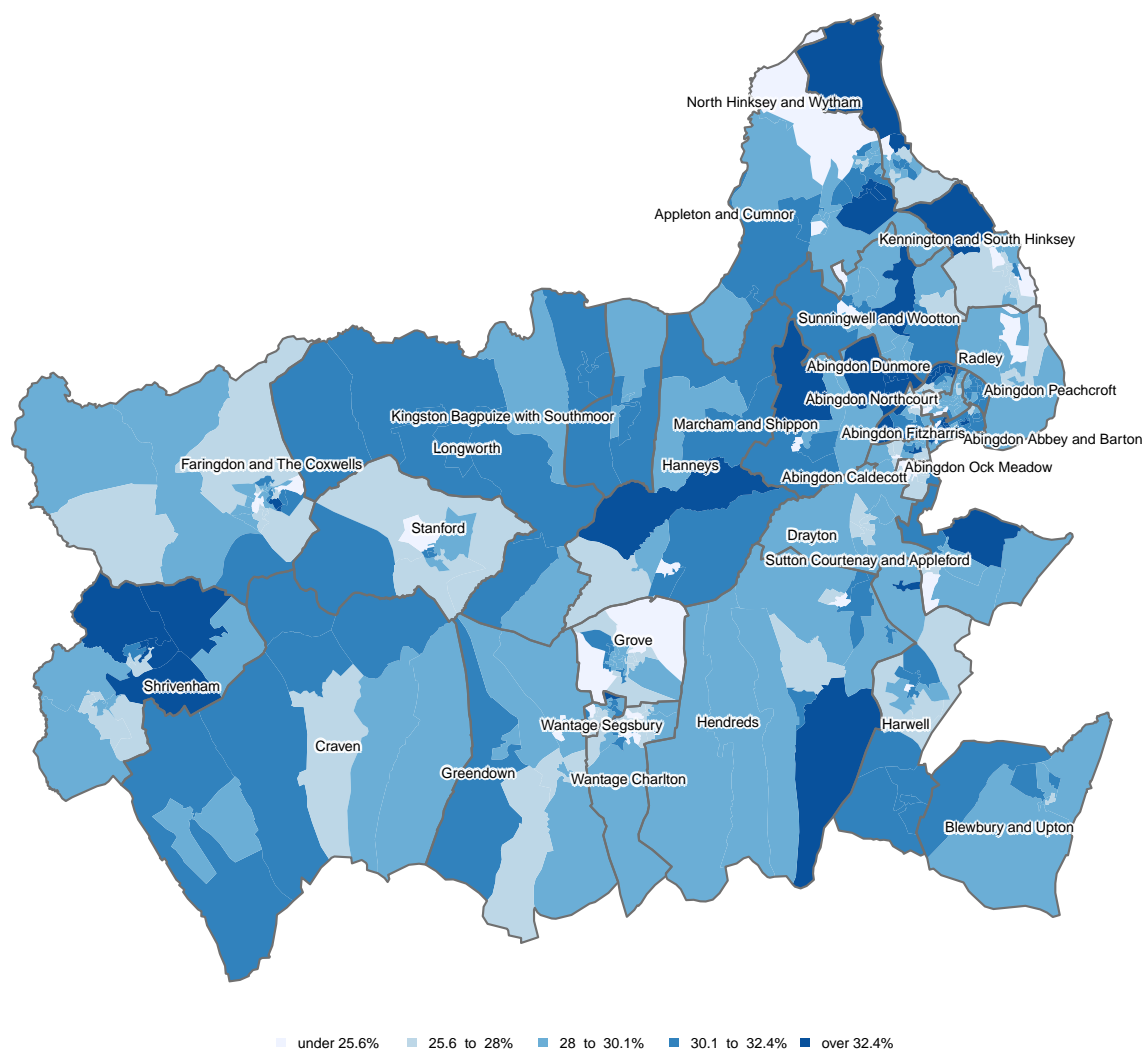 North Hinksey and Wytham
Appleton and Cumnor
Kennington and South Hinksey
Sunningwell and Wootton
Radley
Abingdon Dunmore
Abingdon Peachcroft
Abingdon Northcourt
Kingston Bagpuize with Southmoor
Marcham and Shippon
Abingdon Fitzharris
Abingdon Abbey and Barton
Longworth
Faringdon and The Coxwells
Hanneys
Abingdon Ock Meadow
Abingdon Caldecott
Stanford
Drayton
Sutton Courtenay and Appleford
Grove
Shrivenham
Wantage Segsbury
Hendreds
Harwell
Craven
Greendown
Wantage Charlton
Blewbury and Upton
under 25.6% 25.6 to 28% 28 to 30.1% 30.1 to 32.4% over 32.4%